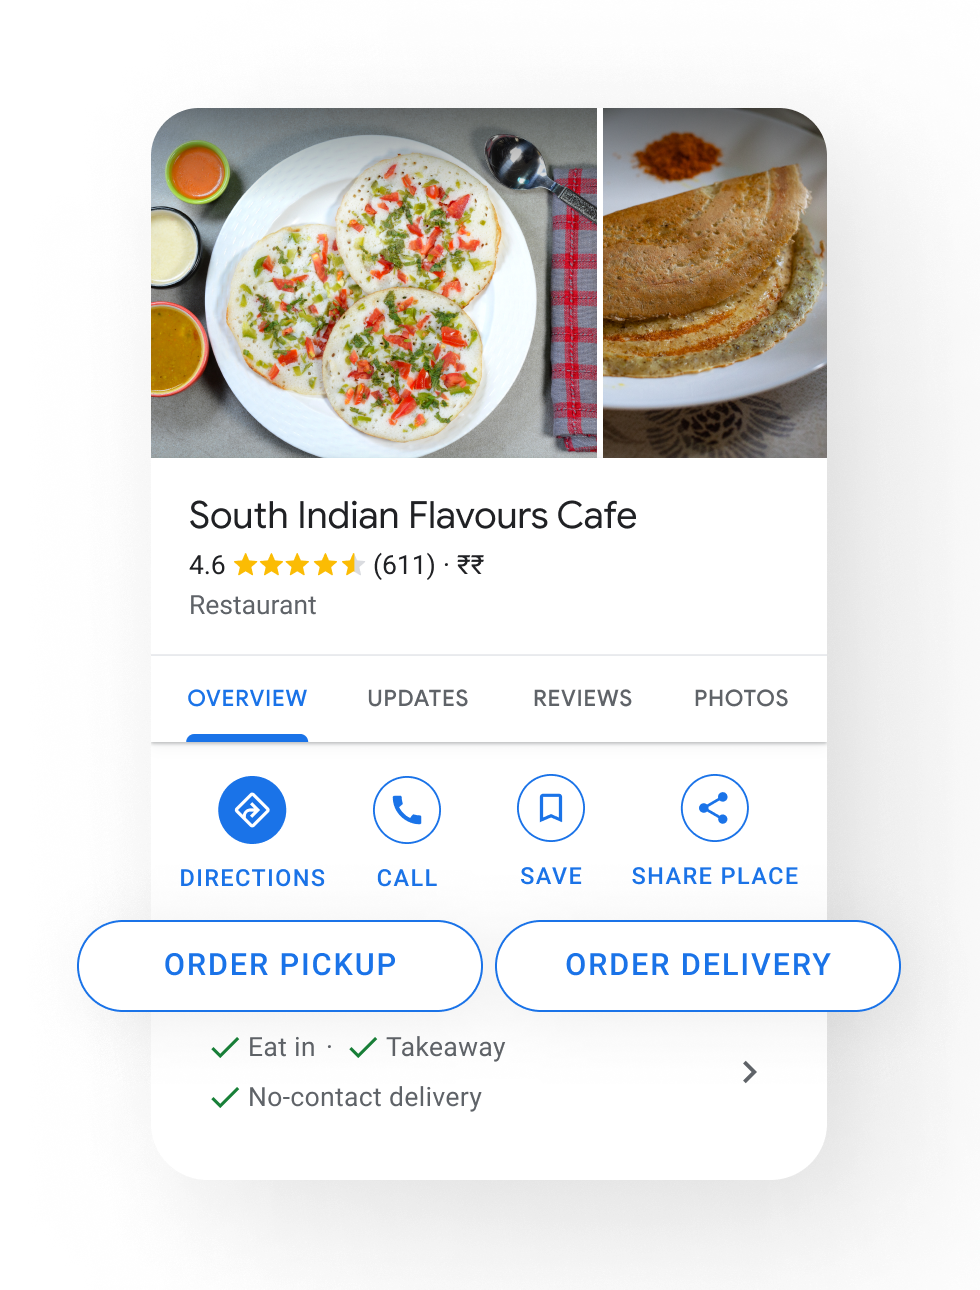 South Indian Flavours Cafe
4.6 (611) · ₹₹
Restaurant
OVERVIEW UPDATES REVIEWS PHOTOS
DIRECTIONS CALL SAVE SHARE PLACE
ORDER PICKUP ORDER DELIVERY
Eat in · Takeaway
No-contact delivery